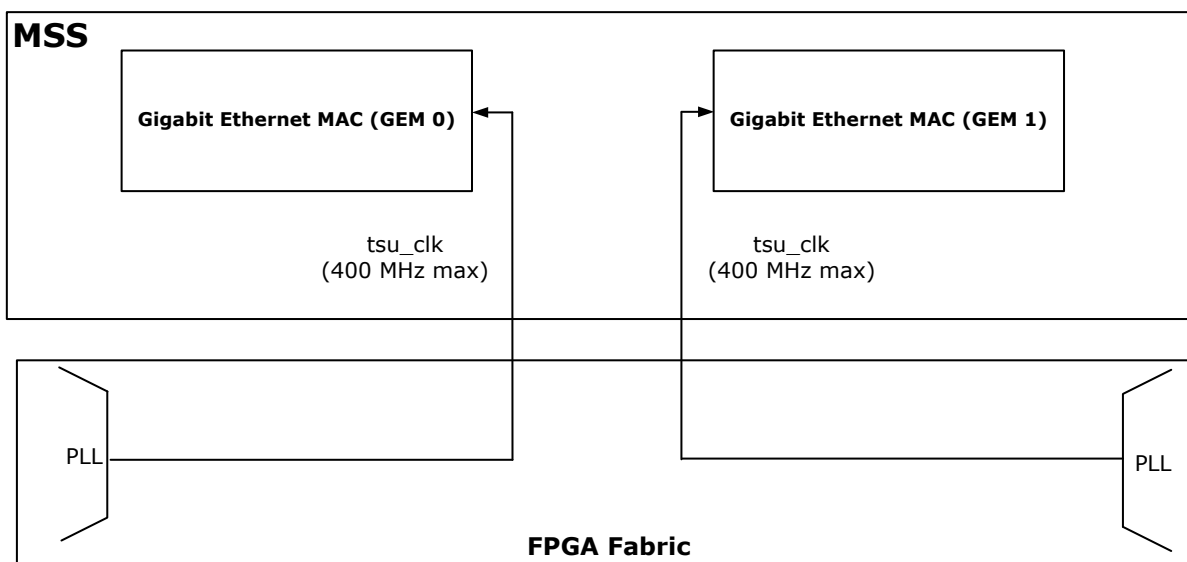 MSS
Gigabit Ethernet MAC (GEM 0)
Gigabit Ethernet MAC (GEM 1)
tsu_clk
(400 MHz max)
tsu_clk
(400 MHz max)
PLL
PLL
FPGA Fabric